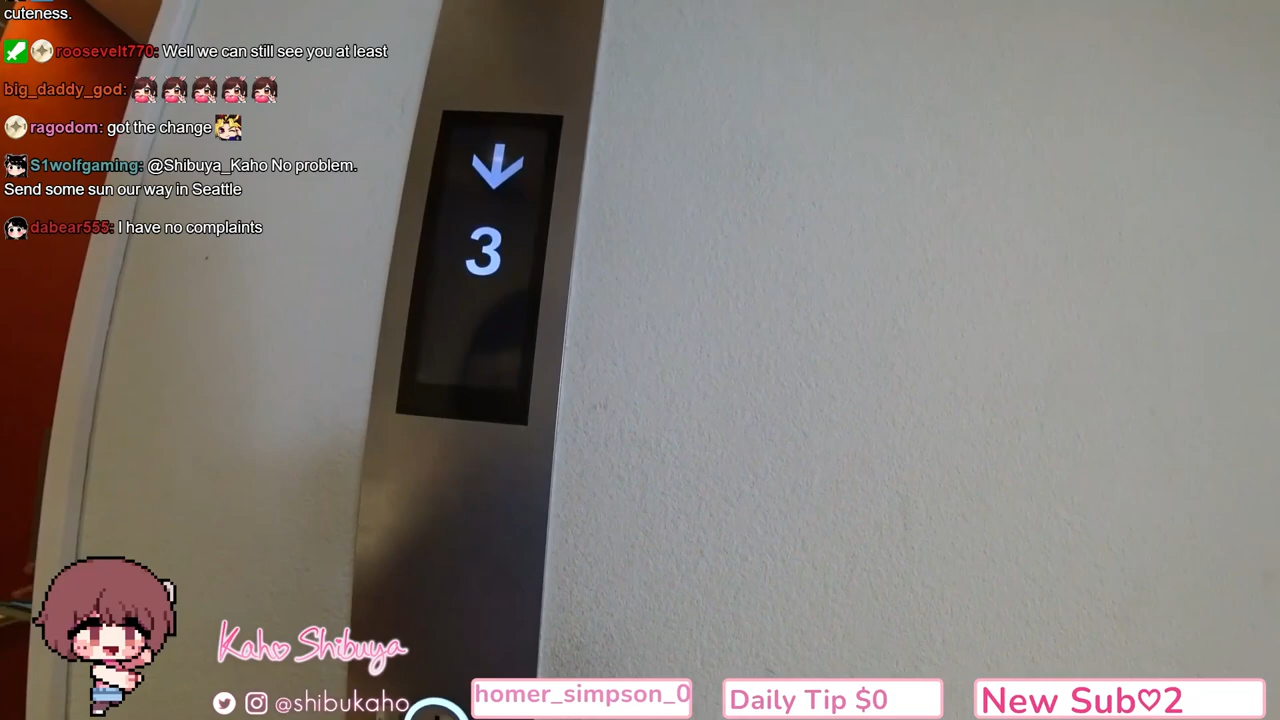 cuteness.
roosevelt770: Well we can still see you at least
big_daddy_god:
ragodom: got the change
S1wolfgaming: @Shibuya_Kaho No problem.
Send some sun our way in Seattle
dabear555: I have no complaints
3
Kaho Shibuya
@shibukaho
homer_simpson_0
Daily Tip $0
New Sub♡2